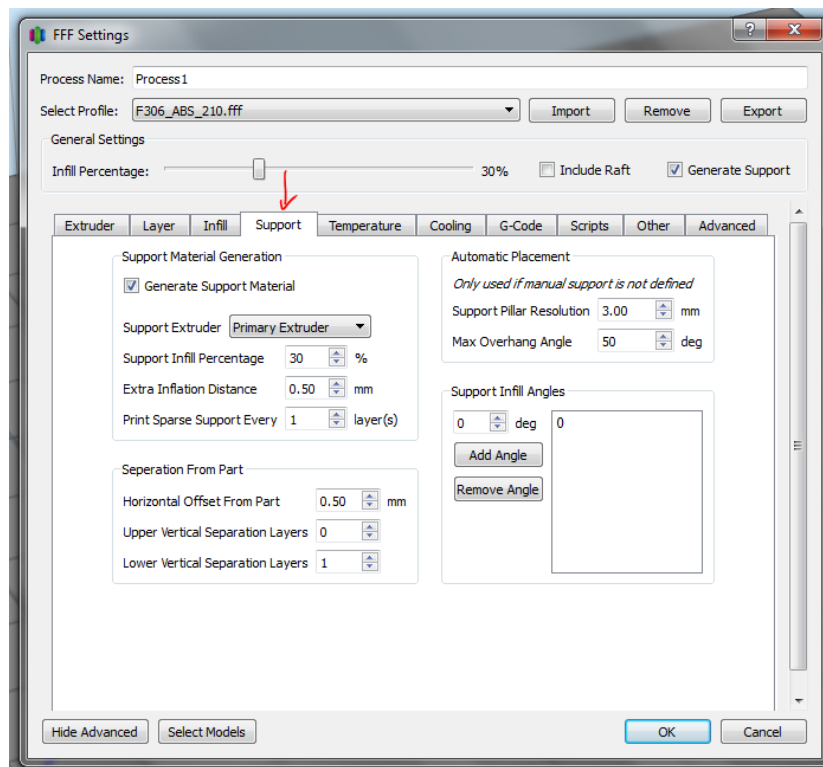 FFF Settings
Process Name: Process1
Select Profile: F306_ABS_210.fff Import Remove Export
General Settings
Infill Percentage: 30% Include Raft Generate Support
Extruder Layer Infill Support Temperature Cooling G-Code Scripts Other Advanced
Support Material Generation
Generate Support Material
Support Extruder Primary Extruder
Support Infill Percentage 30 %
Extra Inflation Distance 0.50 mm
Print Sparse Support Every 1 layer(s)
Seperation From Part
Horizontal Offset From Part 0.50 mm
Upper Vertical Separation Layers 0
Lower Vertical Separation Layers 1
Automatic Placement
Only used if manual support is not defined
Support Pillar Resolution 3.00 mm
Max Overhang Angle 50 deg
Support Infill Angles
0 deg 0
Add Angle
Remove Angle
Hide Advanced Select Models OK Cancel